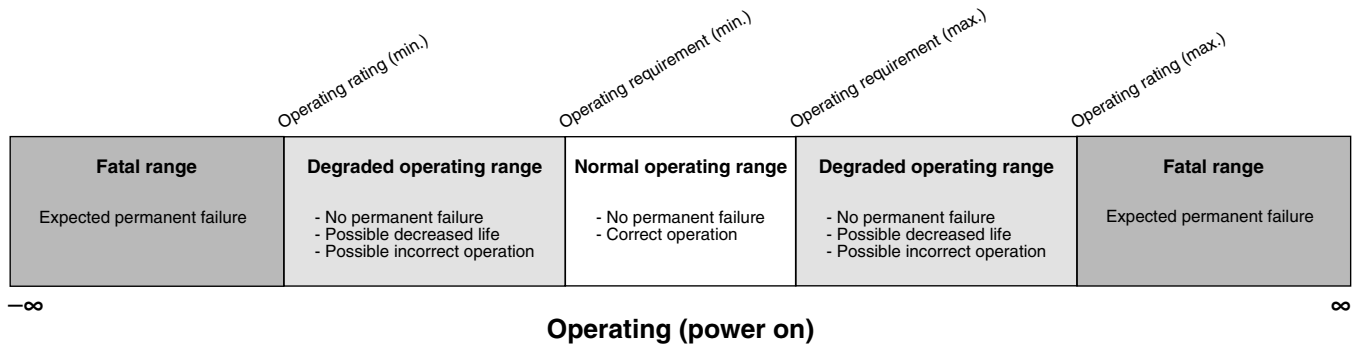 Operating rating (min.)
Operating requirement (min.)
Operating requirement (max.)
Operating rating (max.)
Fatal range
Expected permanent failure
Degraded operating range
- No permanent failure
- Possible decreased life
- Possible incorrect operation
Normal operating range
- No permanent failure
- Correct operation
Degraded operating range
- No permanent failure
- Possible decreased life
- Possible incorrect operation
Fatal range
Expected permanent failure
–∞
∞
Operating (power on)